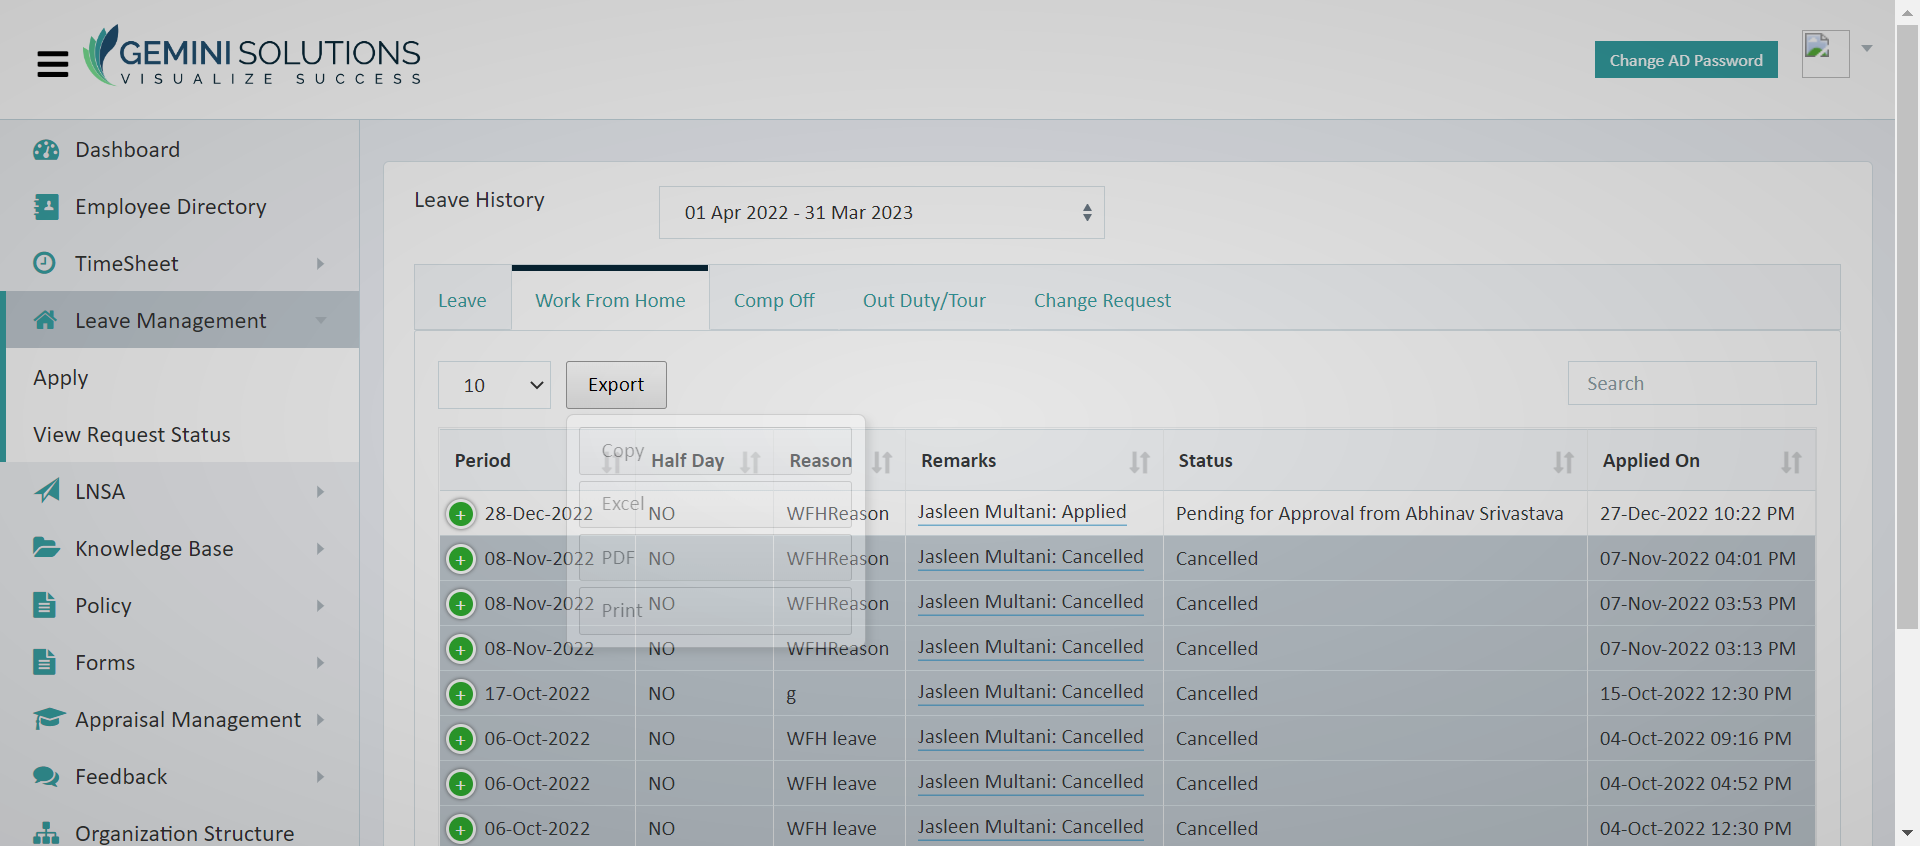 GEMINI SOLUTIONS
VISUALIZE SUCCESS
Change AD Password
Dashboard
Employee Directory
TimeSheet
Leave Management
Apply
View Request Status
LNSA
Knowledge Base
Policy
Forms
Appraisal Management
Feedback
Organization Structure
Leave History
01 Apr 2022 - 31 Mar 2023
Leave Work From Home Comp Off Out Duty/Tour Change Request
10 Export Search
Copy
Excel
PDF
Print
Period Half Day Reason Remarks Status Applied On
28-Dec-2022 NO WFHReason Jasleen Multani: Applied Pending for Approval from Abhinav Srivastava 27-Dec-2022 10:22 PM
08-Nov-2022 NO WFHReason Jasleen Multani: Cancelled Cancelled 07-Nov-2022 04:01 PM
08-Nov-2022 NO WFHReason Jasleen Multani: Cancelled Cancelled 07-Nov-2022 03:53 PM
08-Nov-2022 NO WFHReason Jasleen Multani: Cancelled Cancelled 07-Nov-2022 03:13 PM
17-Oct-2022 NO g Jasleen Multani: Cancelled Cancelled 15-Oct-2022 12:30 PM
06-Oct-2022 NO WFH leave Jasleen Multani: Cancelled Cancelled 04-Oct-2022 09:16 PM
06-Oct-2022 NO WFH leave Jasleen Multani: Cancelled Cancelled 04-Oct-2022 04:52 PM
06-Oct-2022 NO WFH leave Jasleen Multani: Cancelled Cancelled 04-Oct-2022 12:30 PM